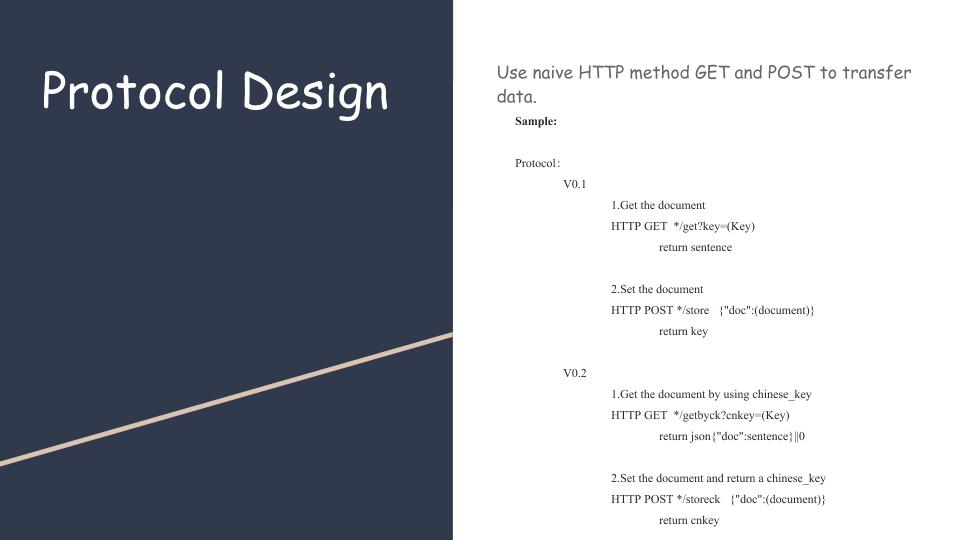 Protocol Design
Use naive HTTP method GET and POST to transfer
data.
Sample:
Protocol:
V0.1
1.Get the document
HTTP GET  */get?key=(Key)
return sentence
2.Set the document
HTTP POST */store   {"doc":(document)}
return key
V0.2
1.Get the document by using chinese_key
HTTP GET  */getbyck?cnkey=(Key)
return json{"doc":sentence}||0
2.Set the document and return a chinese_key
HTTP POST */storeck   {"doc":(document)}
return cnkey